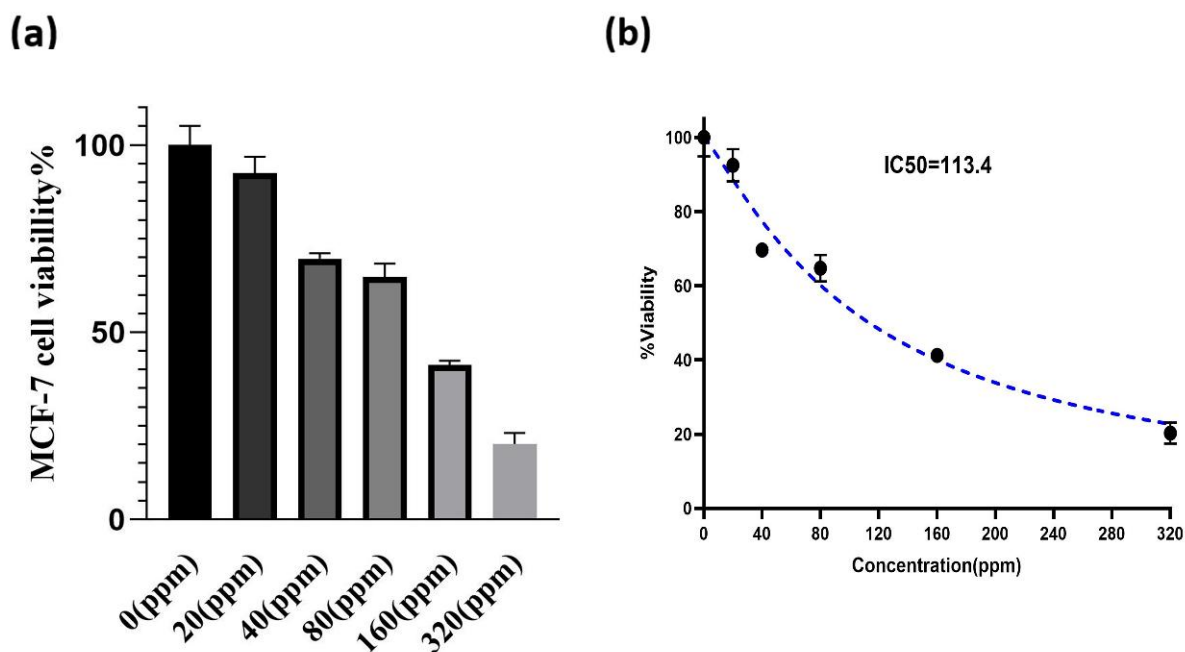 (a)
MCF-7 cell viabillity%
100
50
0
0(ppm)
20(ppm)
40(ppm)
80(ppm)
160(ppm)
320(ppm)
(b)
IC50=113.4
%Viability
100
80
60
40
20
0
0
40
80
120
160
200
240
280
320
Concentration(ppm)